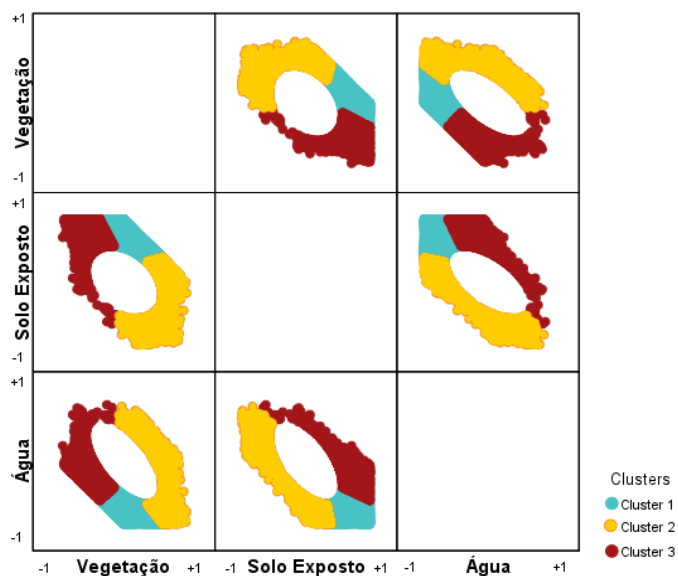 +1
Vegetação
-1
+1
Solo Exposto
-1
+1
Água
-1
-1 Vegetação +1 -1 Solo Exposto +1 -1 Água +1
Clusters
Cluster 1
Cluster 2
Cluster 3